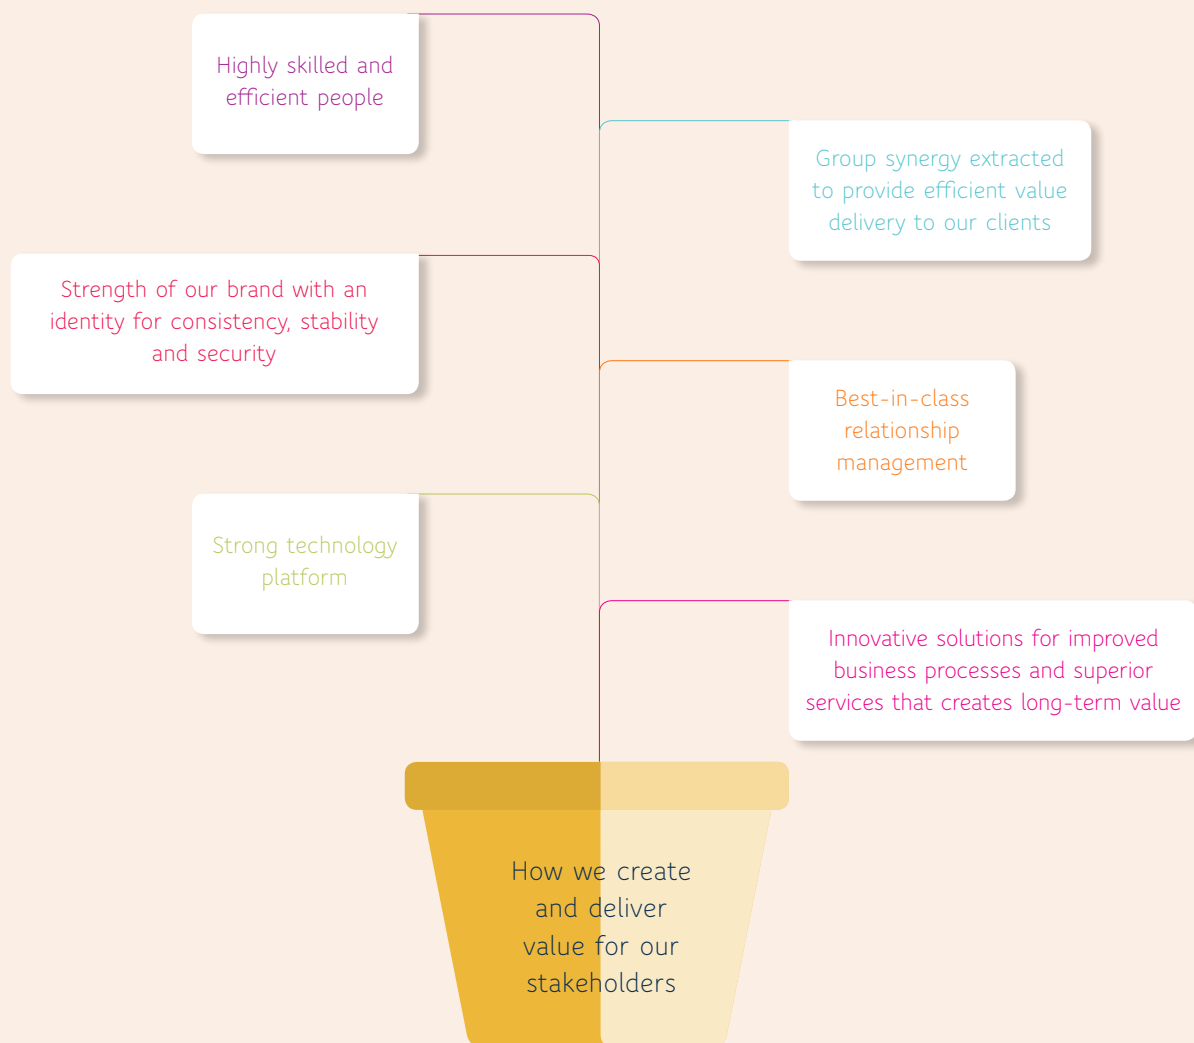 Highly skilled and
efficient people
Group synergy extracted
to provide efficient value
delivery to our clients
Strength of our brand with an
identity for consistency, stability
and security
Best-in-class
relationship
management
Strong technology
platform
Innovative solutions for improved
business processes and superior
services that creates long-term value
How we create
and deliver
value for our
stakeholders